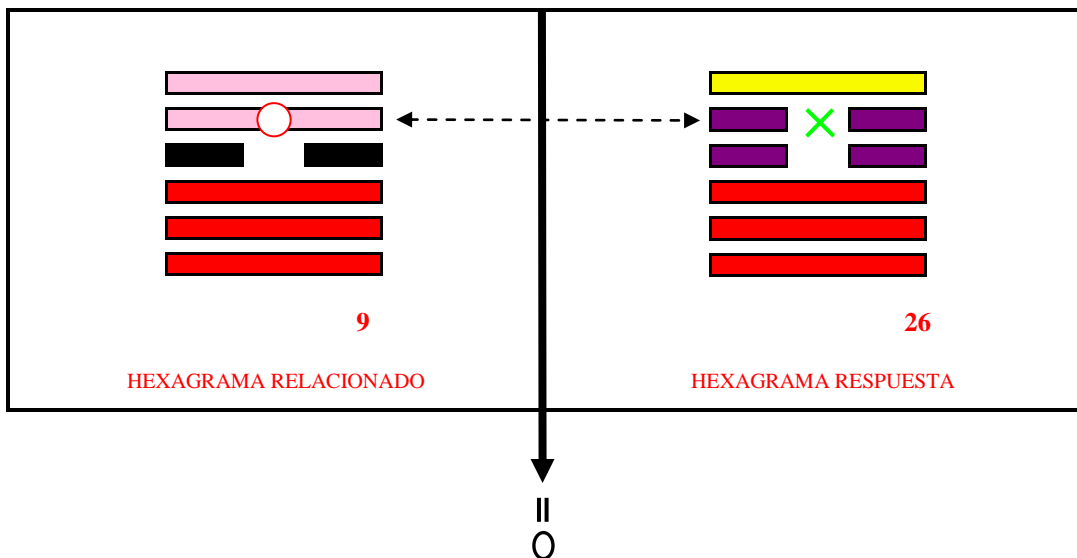 9
26
HEXAGRAMA RELACIONADO
HEXAGRAMA RESPUESTA
=
O